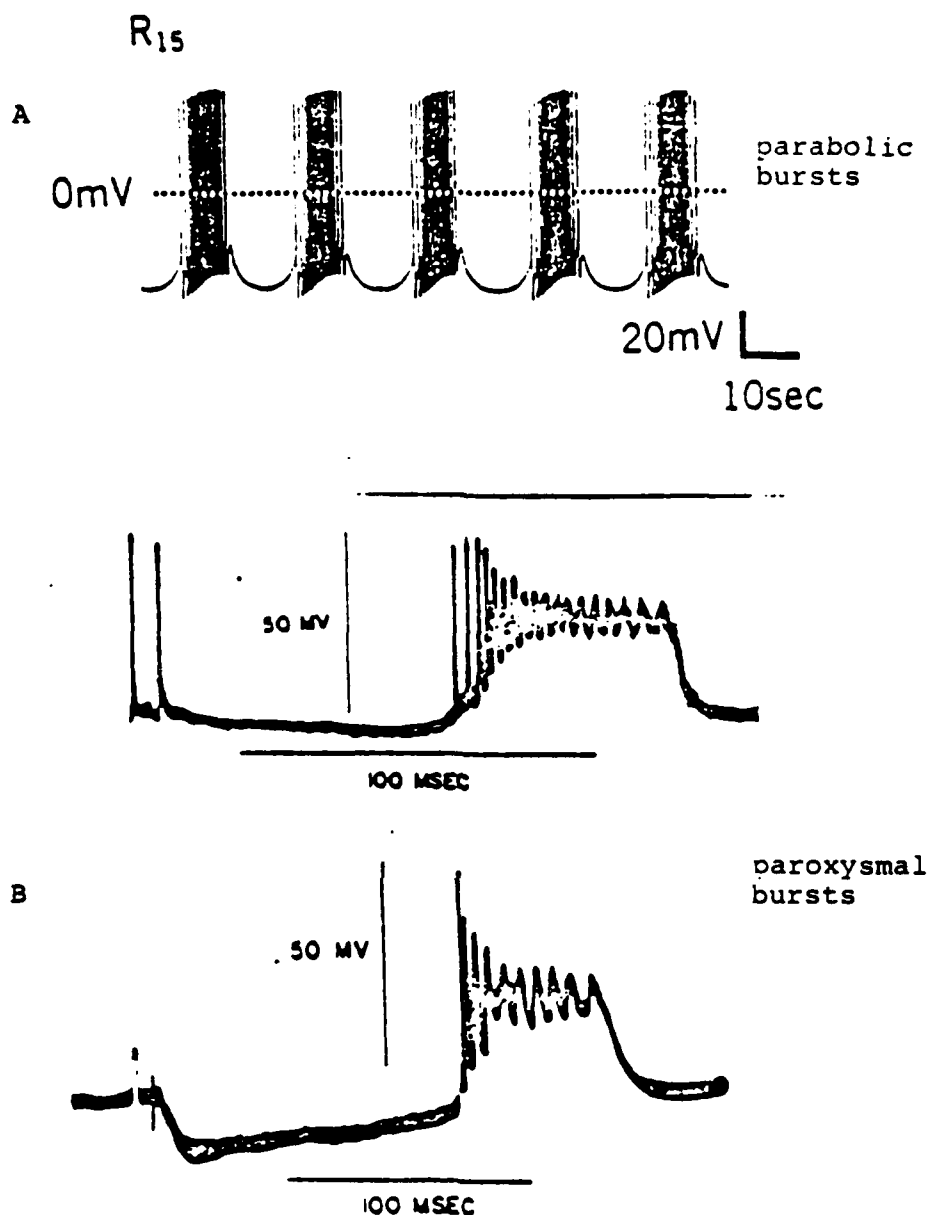 R15
A
parabolic
bursts
0mV
20mV
10sec
50 MV
100 MSEC
B
paroxysmal
bursts
50 MV
100 MSEC